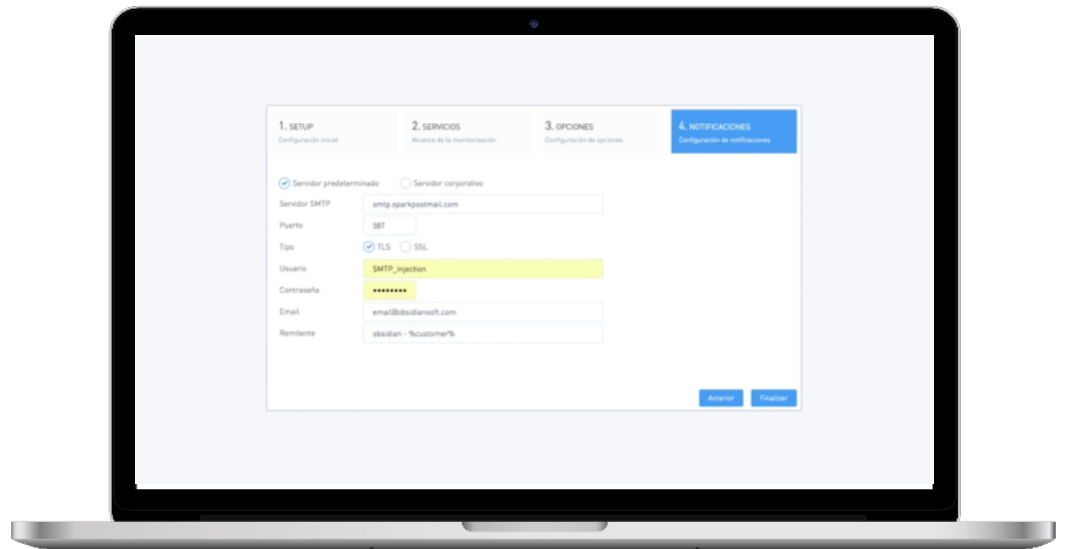 1. SETUP
Configuración inicial
2. SERVICIOS
Alcance de la monitorización
3. OPCIONES
Configuración de opciones
4. NOTIFICACIONES
Configuración de notificaciones
Servidor predeterminado Servidor corporativo
Servidor SMTP smtp.sparkpostmail.com
Puerto 587
Tipo TLS SSL
Usuario SMTP_Injection
Contraseña ••••••••
Email email@obsidiansoft.com
Remitente obsidian - %customer%
Anterior Finalizar